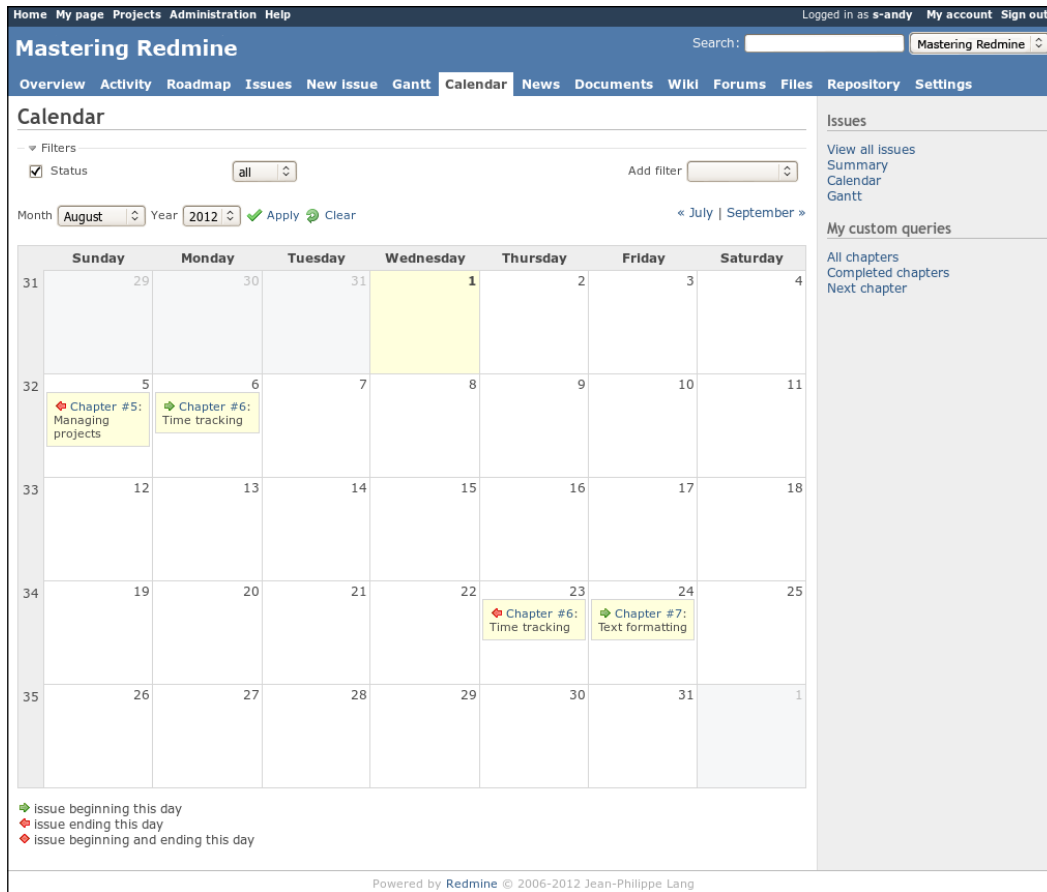 Home My page Projects Administration Help Logged in as s-andy My account Sign out
Mastering Redmine Search: Mastering Redmine
Overview Activity Roadmap Issues New issue Gantt Calendar News Documents Wiki Forums Files Repository Settings
Calendar
Filters
Status all Add filter
Month August Year 2012 Apply Clear « July | September »
Sunday Monday Tuesday Wednesday Thursday Friday Saturday
31 29 30 31 1 2 3 4
32 5 6 7 8 9 10 11
Chapter #5: Chapter #6:
Managing Time tracking
projects
33 12 13 14 15 16 17 18
34 19 20 21 22 23 24 25
Chapter #6: Chapter #7:
Time tracking Text formatting
35 26 27 28 29 30 31 1
issue beginning this day
issue ending this day
issue beginning and ending this day
Issues
View all issues
Summary
Calendar
Gantt
My custom queries
All chapters
Completed chapters
Next chapter
Powered by Redmine © 2006-2012 Jean-Philippe Lang